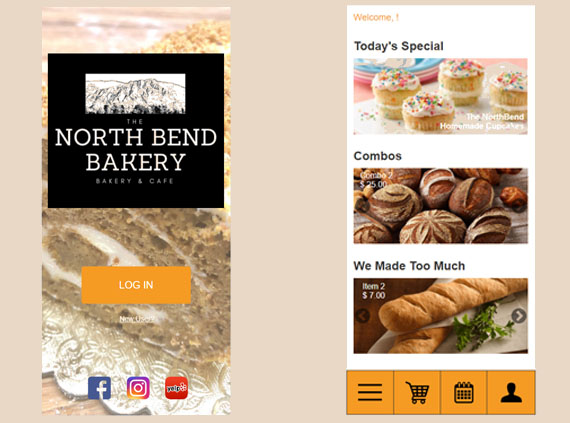 THE
NORTH BEND
BAKERY
BAKERY & CAFE
LOG IN
New User?
yelp
Welcome, !
Today's Special
The NorthBend
Homemade Cupcakes
Combos
Combo 2
$ 25.00
We Made Too Much
Item 2
$ 7.00